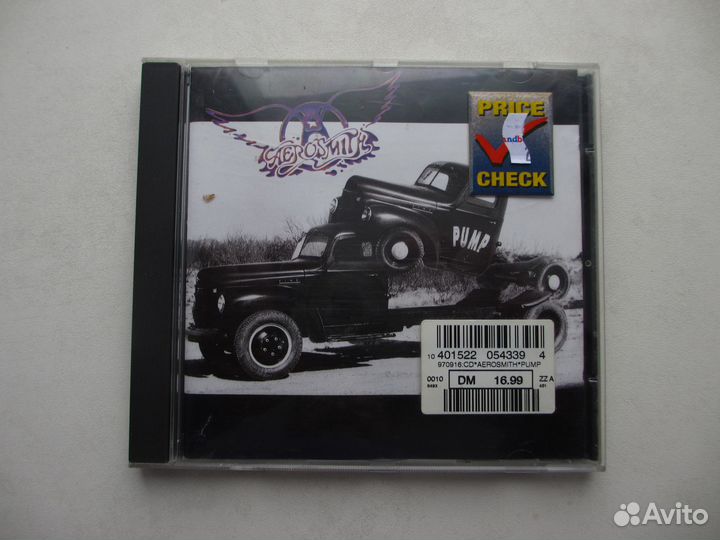 AEROSMITH
PRICE
CHECK
PUMP
10 401522 054339 4
970916:CD*AEROSMITH*PUMP
0010 DM 16.99 ZZ A
Avito